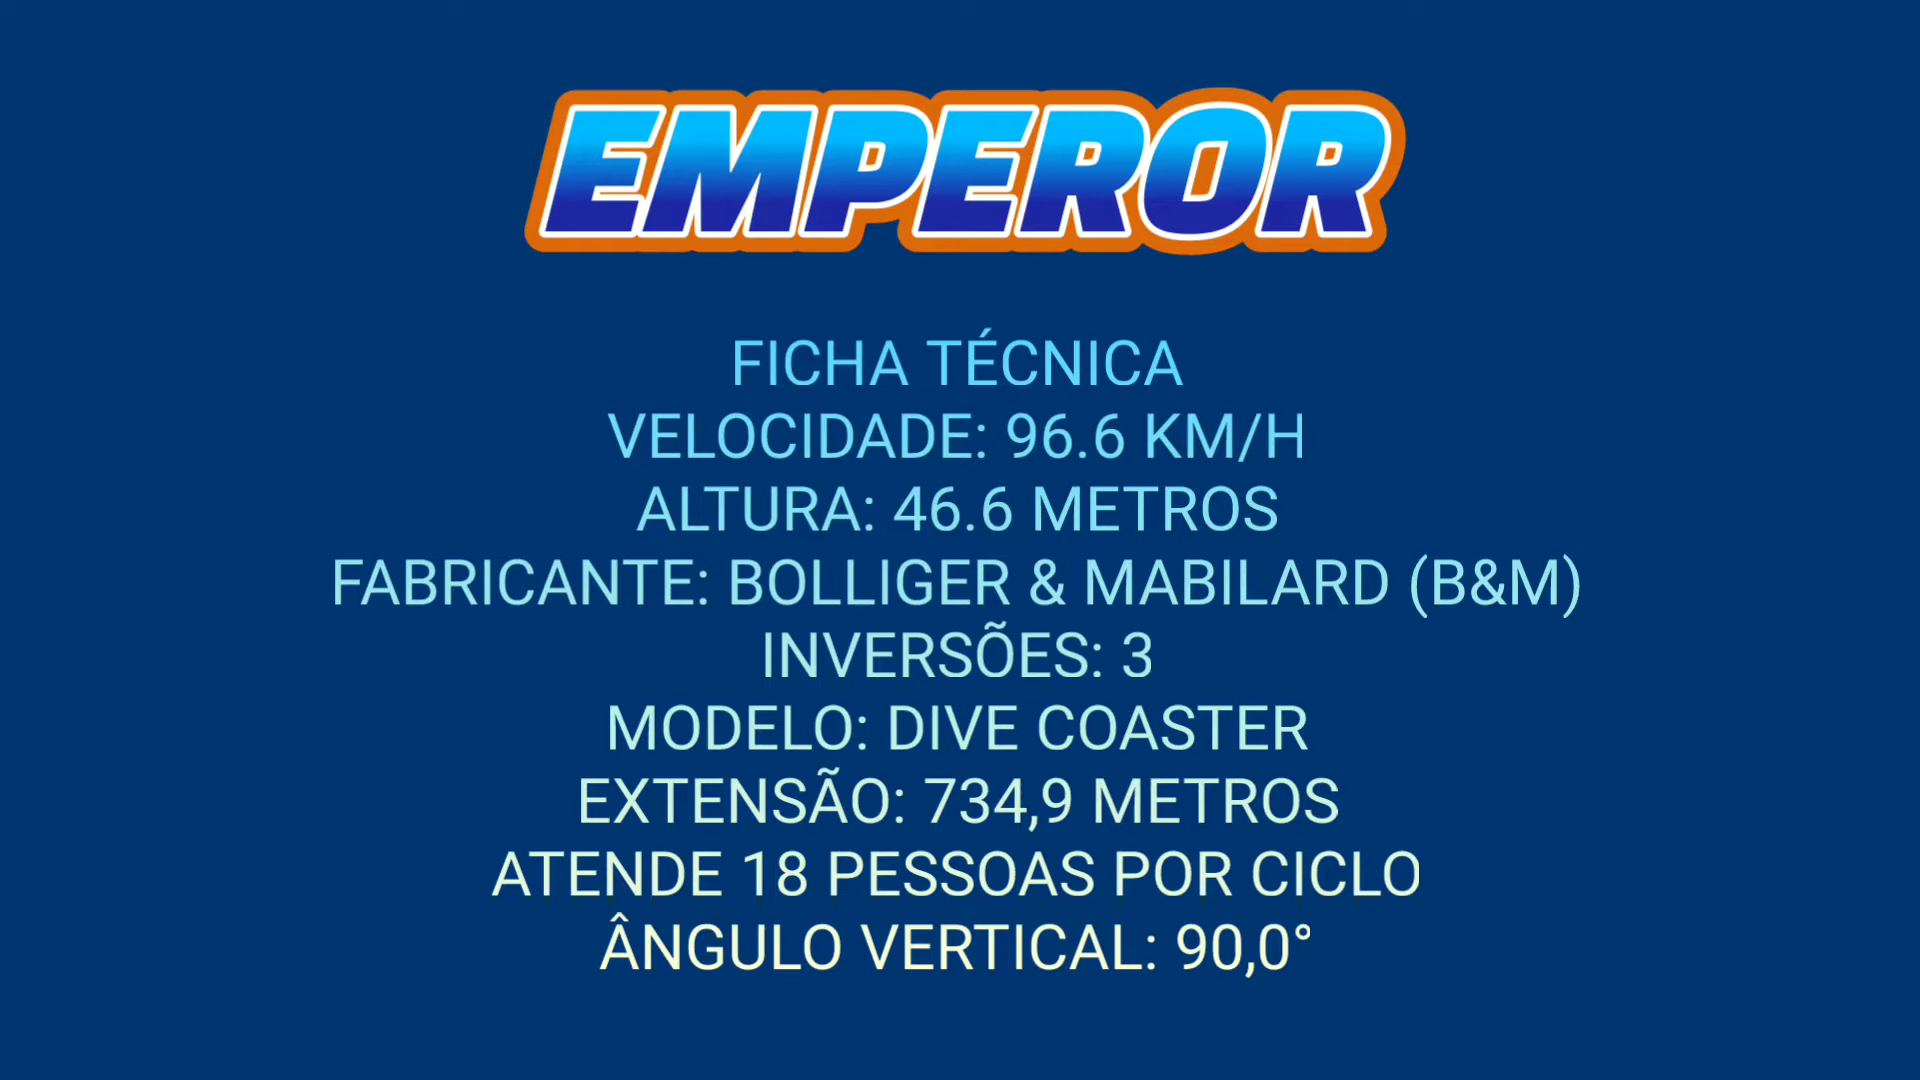 EMPEROR
FICHA TÉCNICA
VELOCIDADE: 96.6 KM/H
ALTURA: 46.6 METROS
FABRICANTE: BOLLIGER & MABILARD (B&M)
INVERSÕES: 3
MODELO: DIVE COASTER
EXTENSÃO: 734,9 METROS
ATENDE 18 PESSOAS POR CICLO
ÂNGULO VERTICAL: 90,0°